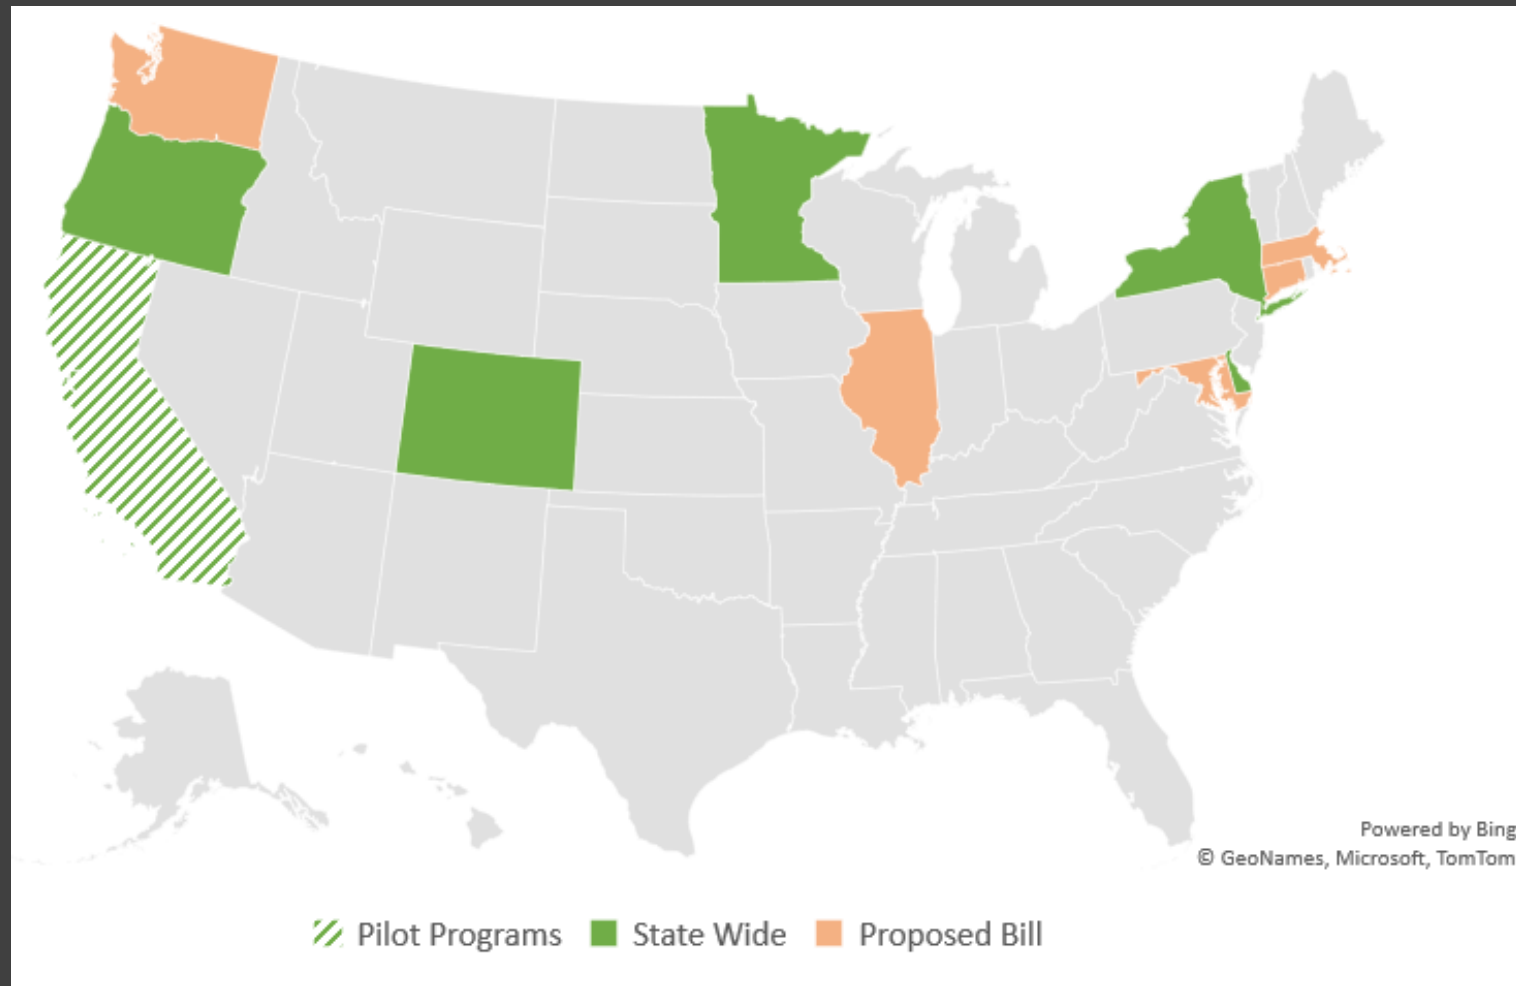 Powered by Bing
© GeoNames, Microsoft, TomTom
Pilot Programs State Wide Proposed Bill